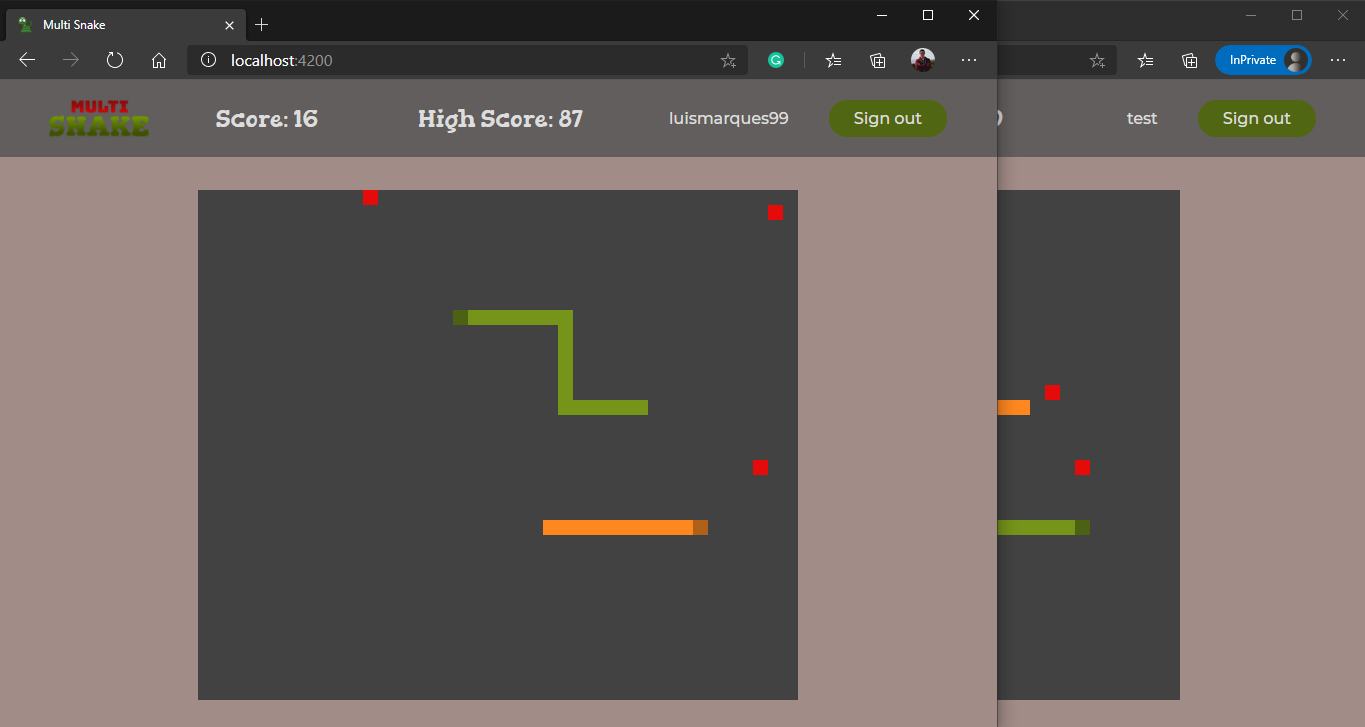 Multi Snake
localhost:4200
InPrivate
MULTI
SNAKE
Score: 16
High Score: 87
luismarques99
Sign out
test
Sign out